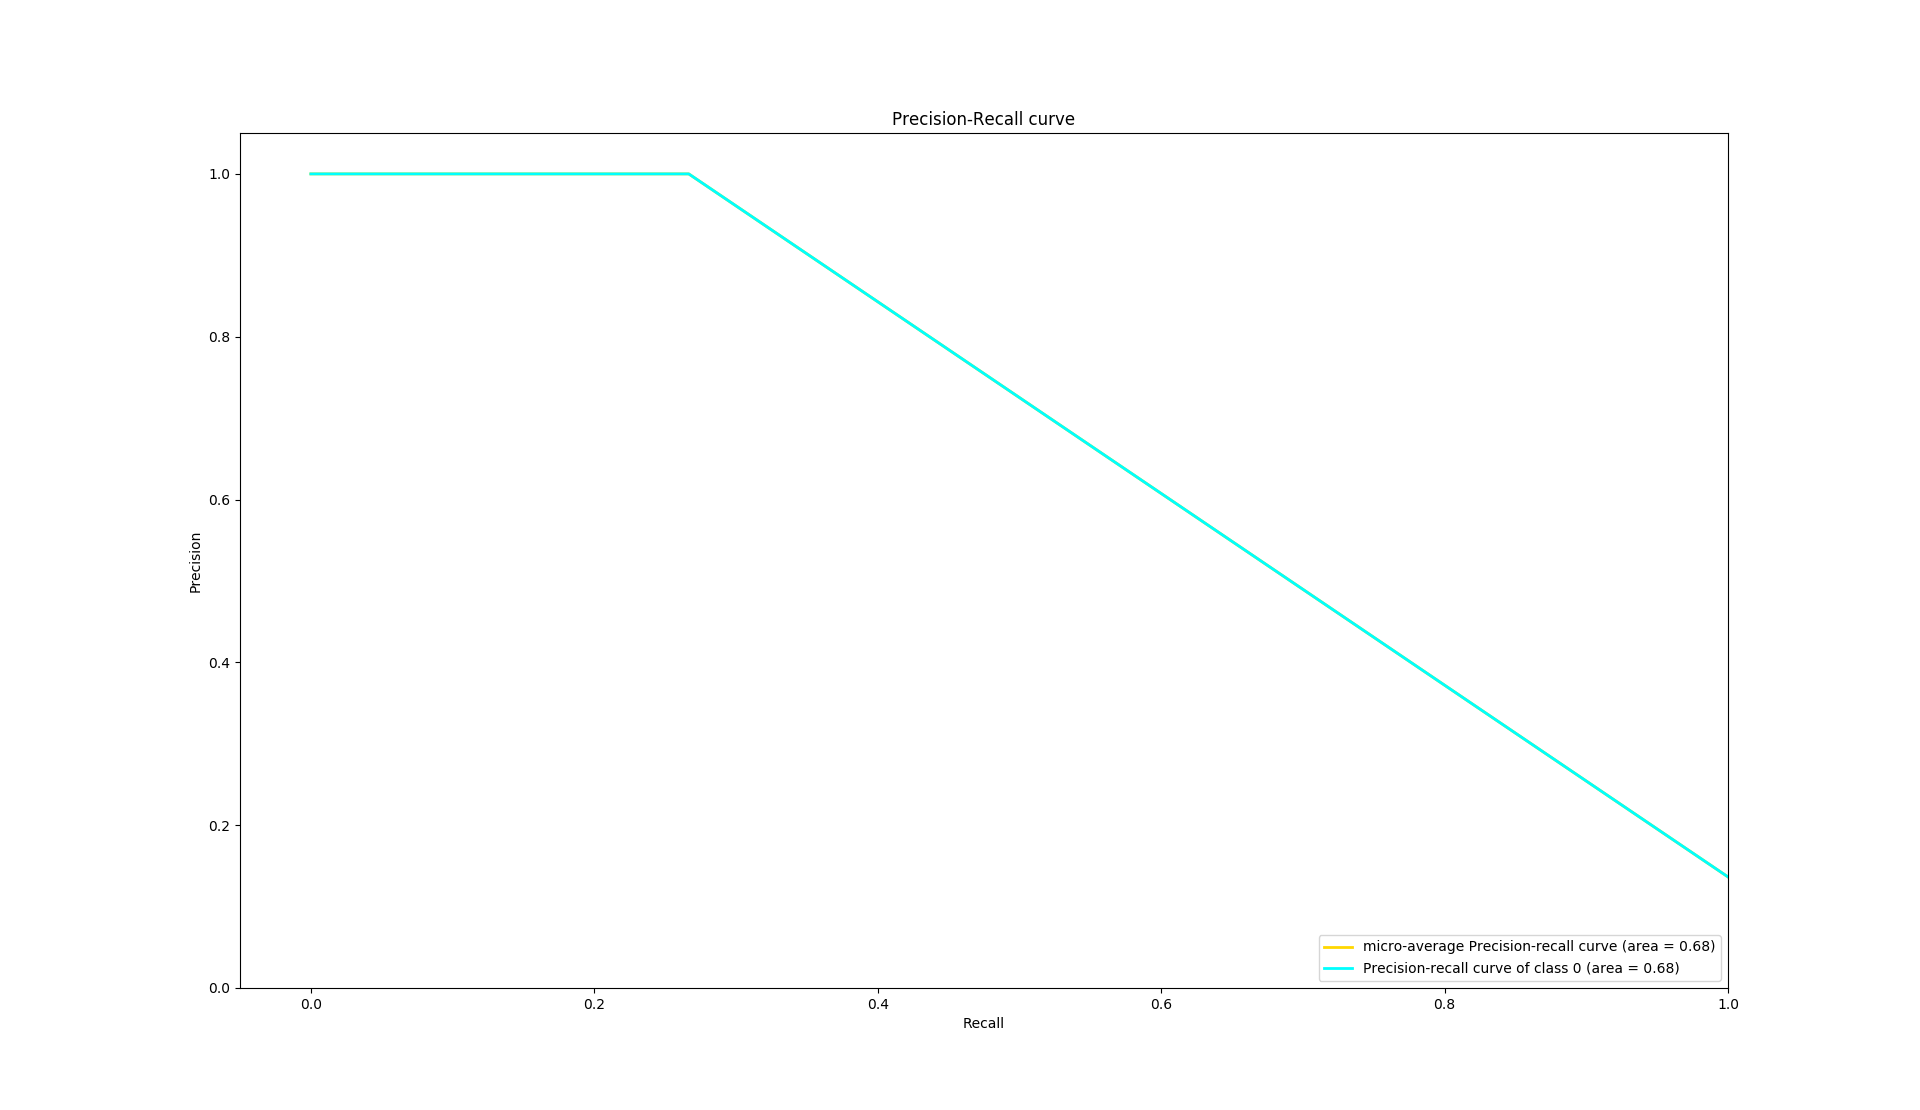 Precision-Recall curve
1.0
0.8
0.6
0.4
0.2
0.0
Precision
0.0 0.2 0.4 0.6 0.8 1.0
Recall
micro-average Precision-recall curve (area = 0.68)
Precision-recall curve of class 0 (area = 0.68)